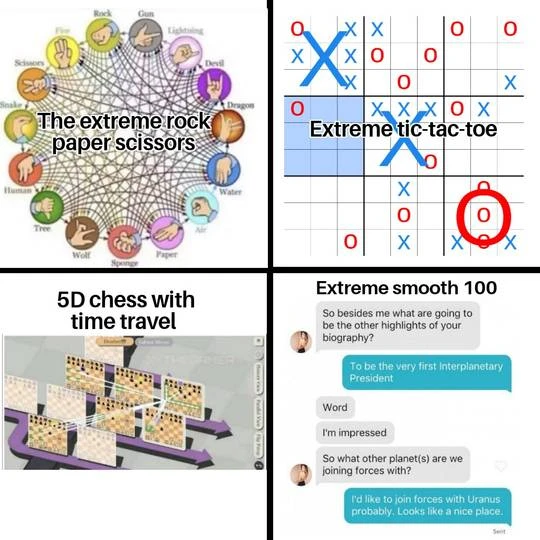 Rock
Gun
Fire
Lightning
Scissors
Devil
Snake
Dragon
The extreme rock
paper scissors
Human
Water
Tree
Air
Wolf
Sponge
Paper
O X X O O
X X O O
X O X
O X X X O X
Extreme tic-tac-toe
X
O
X O
O O
O X X O X
5D chess with
time travel
Extreme smooth 100
So besides me what are going to
be the other highlights of your
biography?
To be the very first Interplanetary
President
Word
I'm impressed
So what other planet(s) are we
joining forces with?
I'd like to join forces with Uranus
probably. Looks like a nice place.
Sent